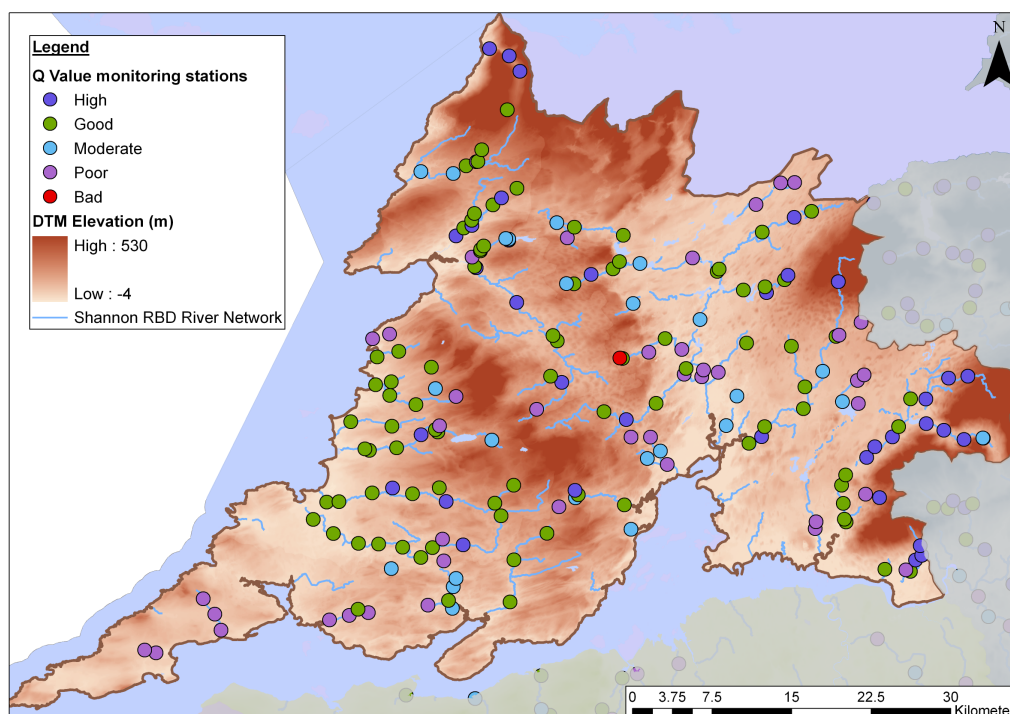 Legend
Q Value monitoring stations
High
Good
Moderate
Poor
Bad
DTM Elevation (m)
High : 530
Low : -4
Shannon RBD River Network
N
0 3.75 7.5 15 22.5 30
Kilomete